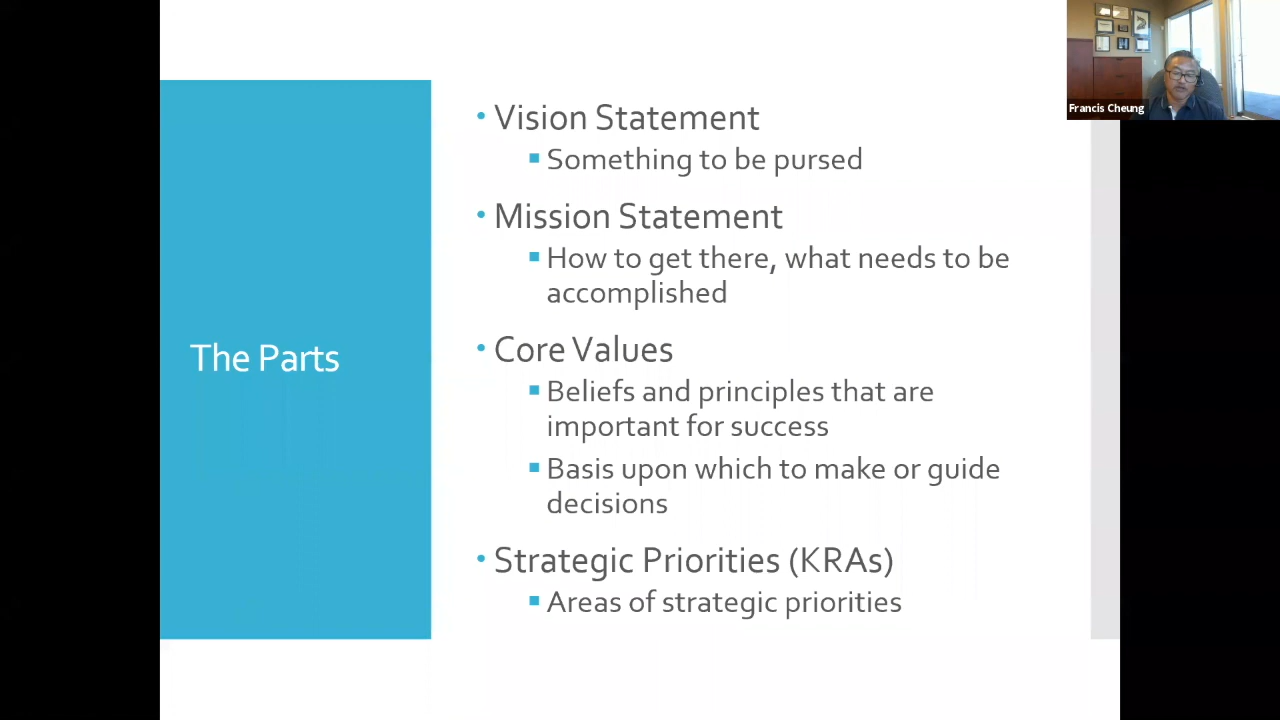 Francis Cheung
The Parts
• Vision Statement
▪ Something to be pursed
• Mission Statement
▪ How to get there, what needs to be
accomplished
• Core Values
▪ Beliefs and principles that are
important for success
▪ Basis upon which to make or guide
decisions
• Strategic Priorities (KRAs)
▪ Areas of strategic priorities